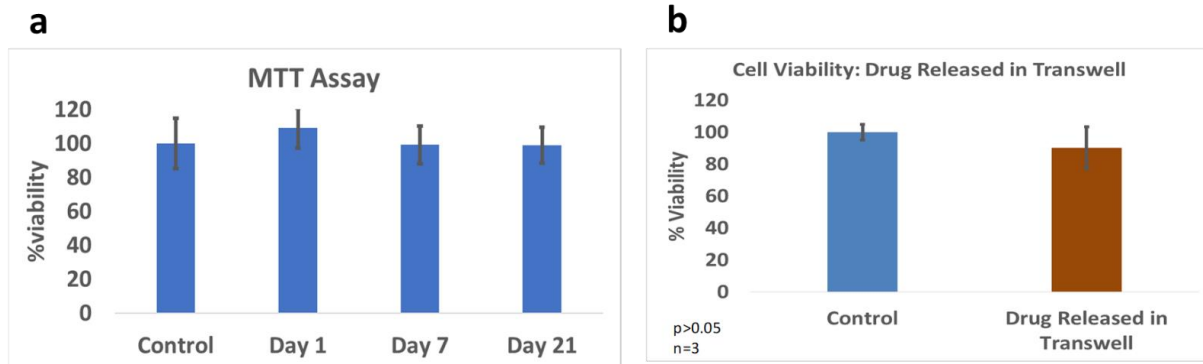 a
MTT Assay
%viability
120
100
80
60
40
20
0
Control Day 1 Day 7 Day 21
b
Cell Viability: Drug Released in Transwell
% Viability
120
100
80
60
40
20
0
Control
Drug Released in
Transwell
p>0.05
n=3